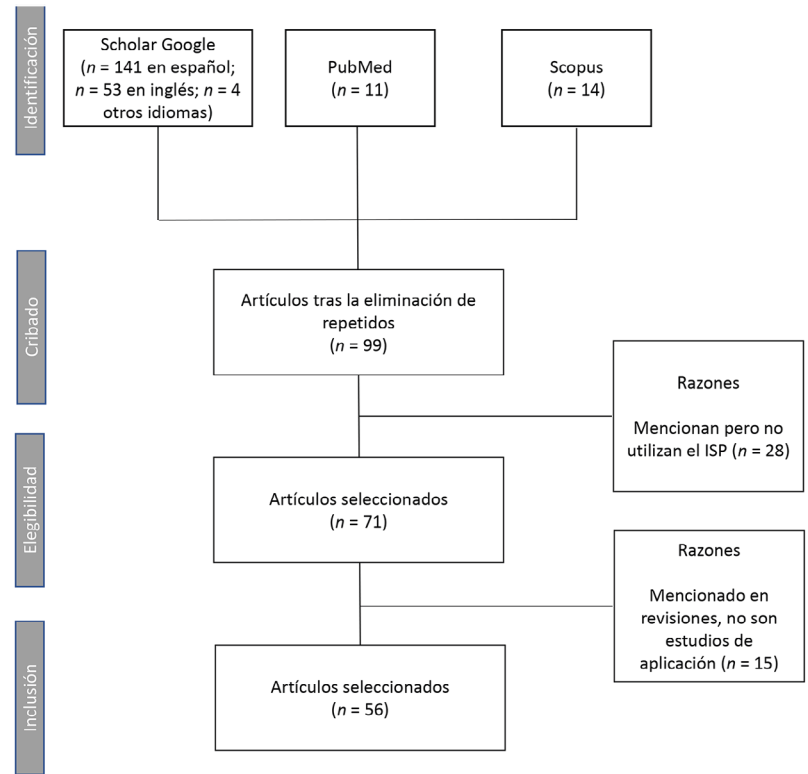 Identificación
Scholar Google
(n = 141 en español;
n = 53 en inglés; n = 4
otros idiomas)
PubMed
(n = 11)
Scopus
(n = 14)
Cribado
Artículos tras la eliminación de
repetidos
(n = 99)
Razones
Mencionan pero no
utilizan el ISP (n = 28)
Elegibilidad
Artículos seleccionados
(n = 71)
Razones
Mencionado en
revisiones, no son
estudios de
aplicación (n = 15)
Inclusión
Artículos seleccionados
(n = 56)